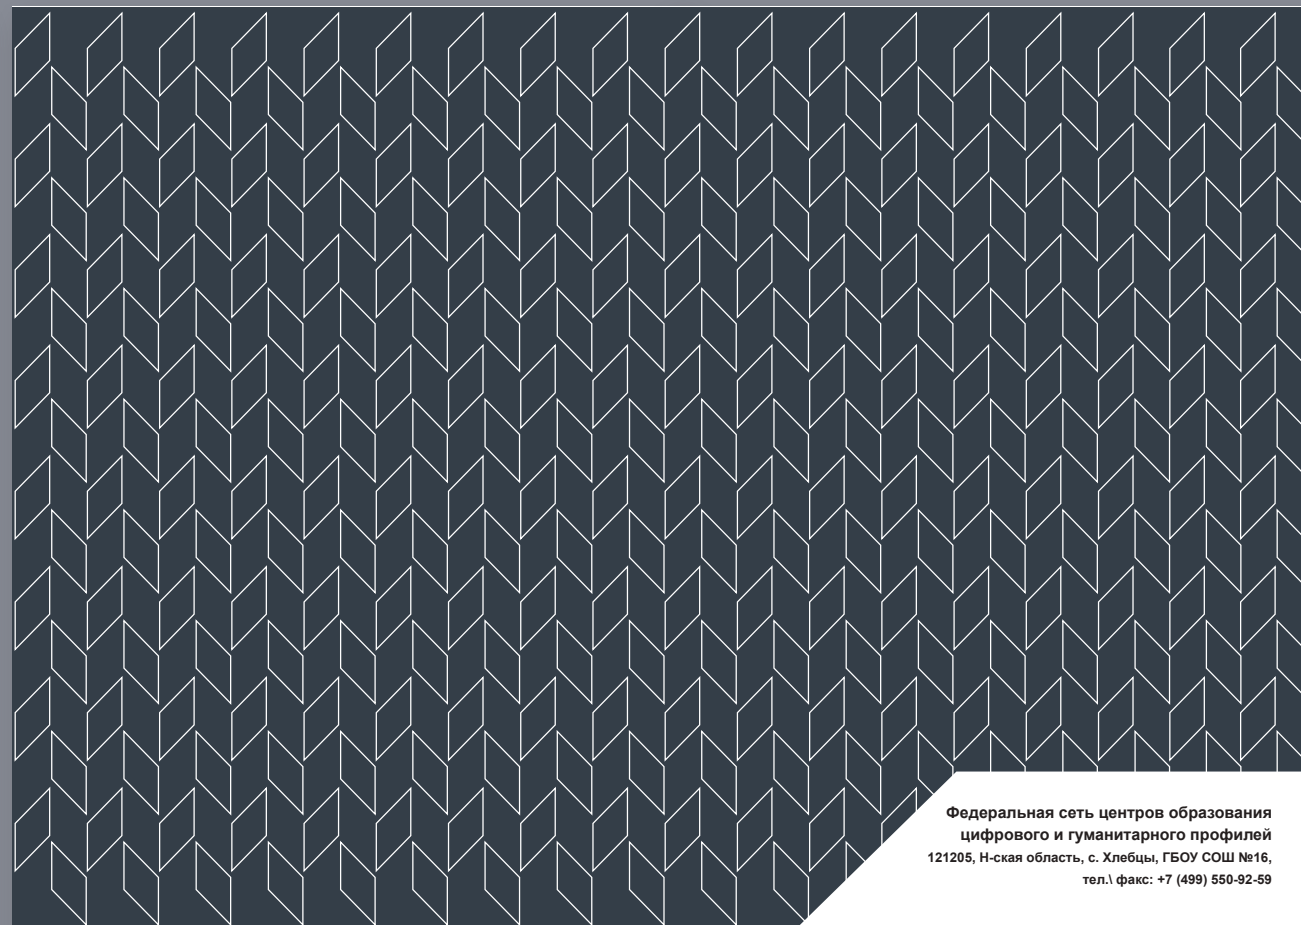 Федеральная сеть центров образования
цифрового и гуманитарного профилей
121205, Н-ская область, с. Хлебцы, ГБОУ СОШ №16,
тел.\ факс: +7 (499) 550-92-59